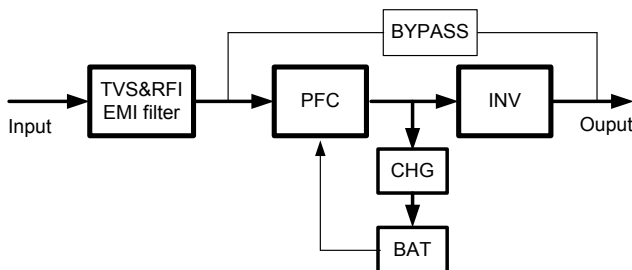 BYPASS
TVS&RFI
EMI filter
PFC
INV
Input
Ouput
CHG
BAT